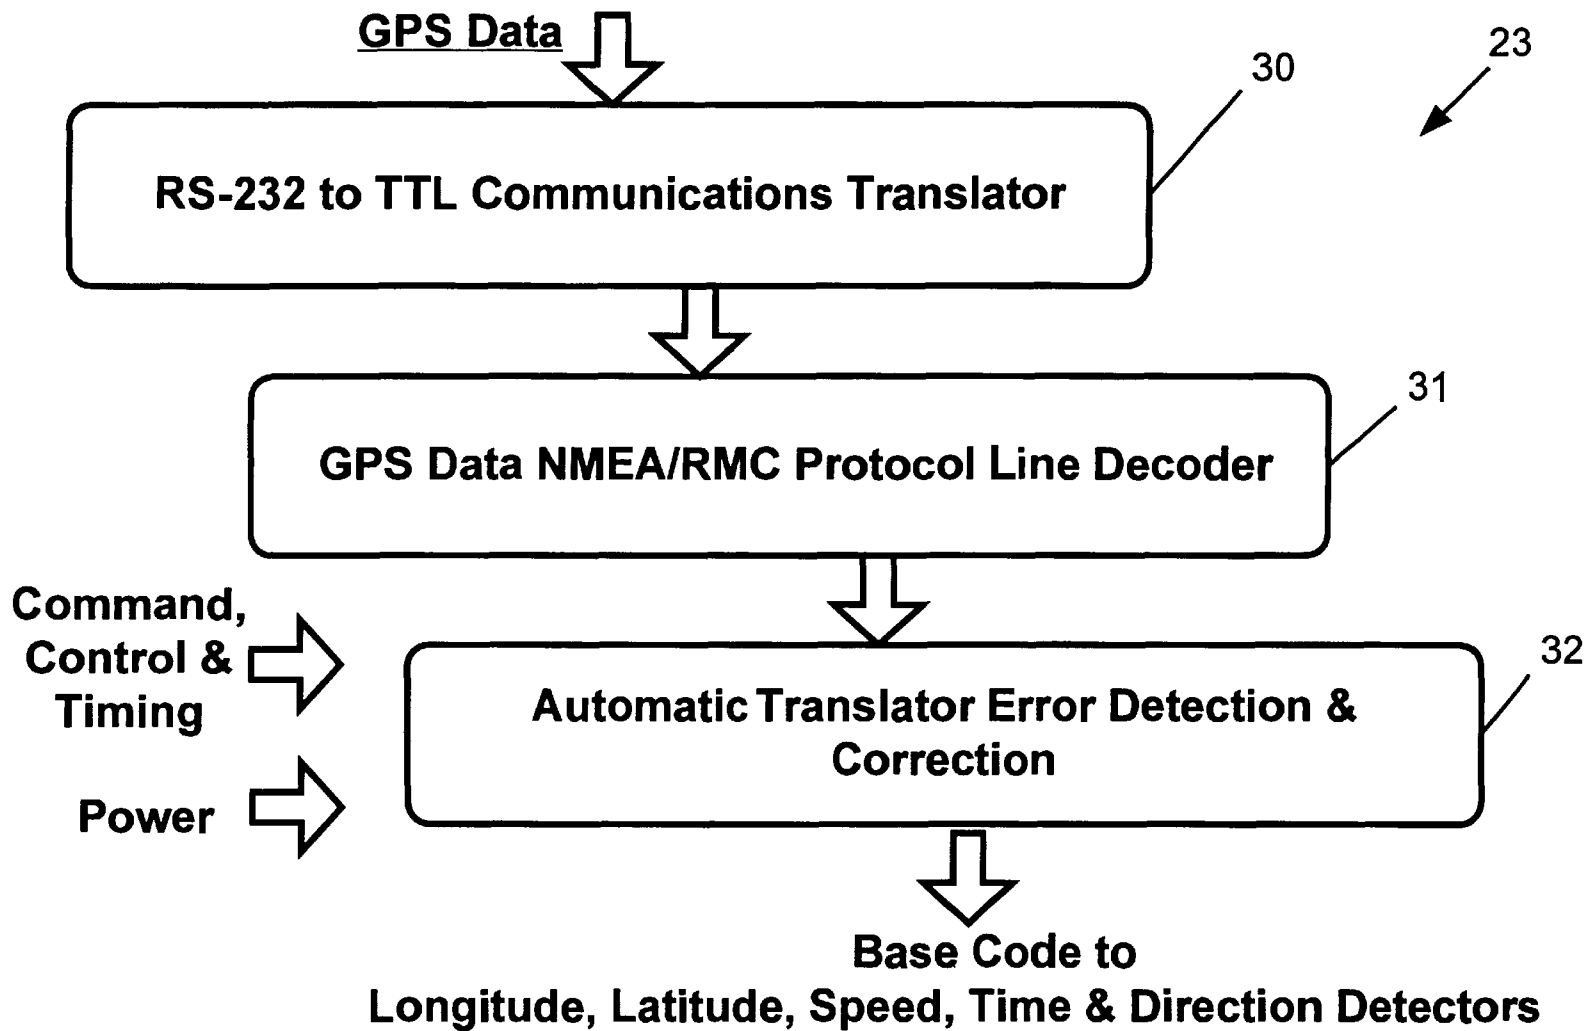 GPS Data
23
30
RS-232 to TTL Communications Translator
31
GPS Data NMEA/RMC Protocol Line Decoder
Command,
Control &
Timing
32
Automatic Translator Error Detection &
Correction
Power
Base Code to
Longitude, Latitude, Speed, Time & Direction Detectors